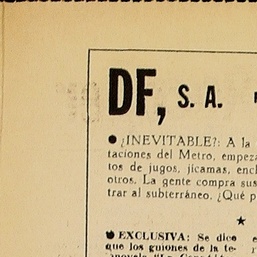 DF, S. A.
● ¿INEVITABLE?: A la
taciones del Metro, empeza
tos de jugos, jícamas, ench
otros. La gente compra sus
trar al subterráneo. ¿Qué p
★
● EXCLUSIVA: Se dice e
que los guiones de la te- r